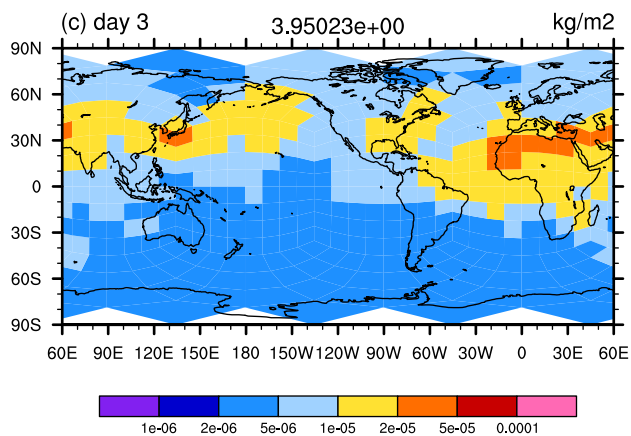 (c) day 3 3.95023e+00 kg/m2
90N
60N
30N
0
30S
60S
90S
60E 90E 120E 150E 180 150W 120W 90W 60W 30W 0 30E 60E
1e-06 2e-06 5e-06 1e-05 2e-05 5e-05 0.0001